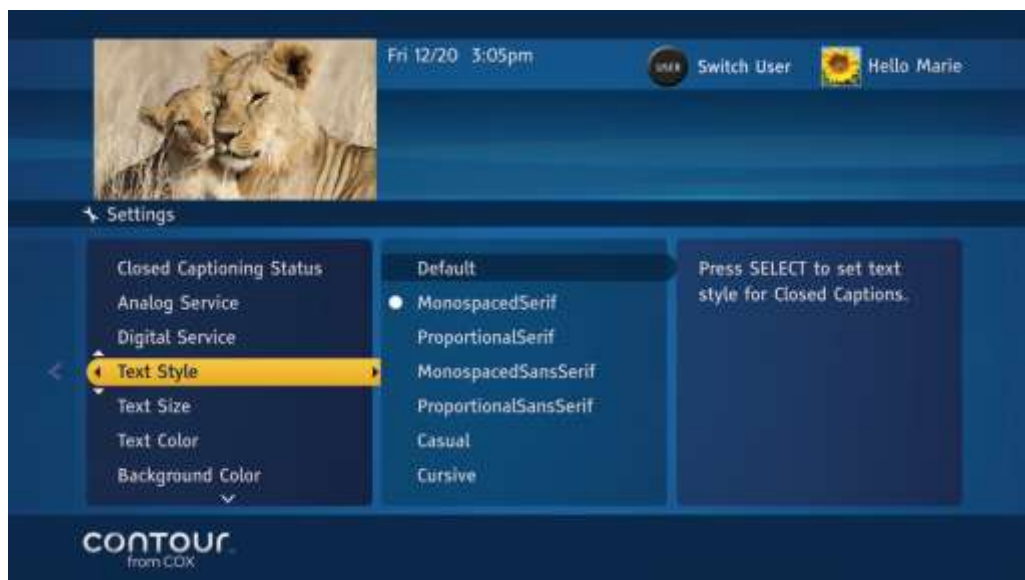 Fri 12/20 3:05pm
USER
Switch User
Hello Marie
Settings
Closed Captioning Status
Analog Service
Digital Service
Text Style
Text Size
Text Color
Background Color
Default
MonospacedSerif
ProportionalSerif
MonospacedSansSerif
ProportionalSansSerif
Casual
Cursive
Press SELECT to set text
style for Closed Captions.
contour
from COX